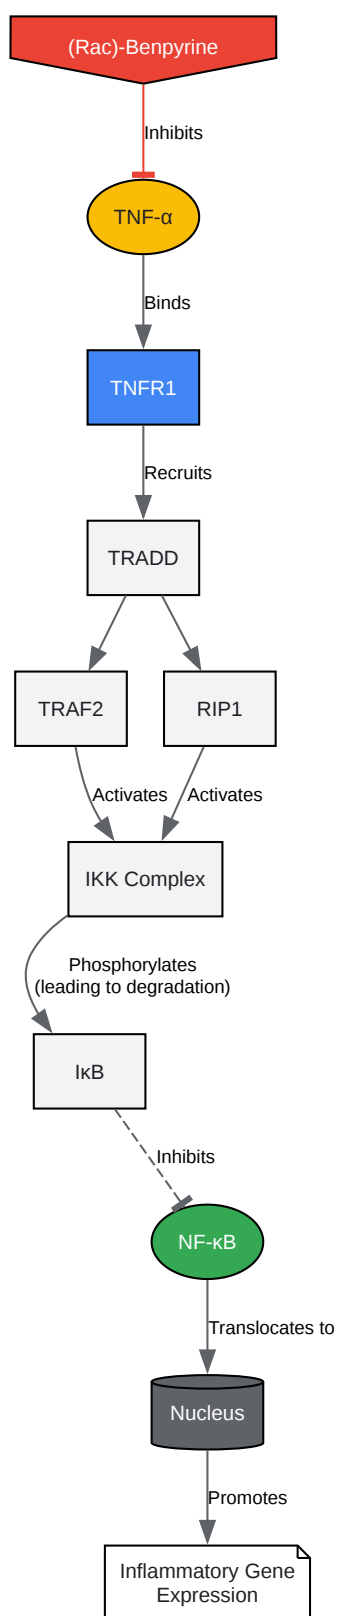 (Rac)-Benpyrine
Inhibits
TNF-α
Binds
TNFR1
Recruits
TRADD
TRAF2
RIP1
Activates
Activates
IKK Complex
Phosphorylates
(leading to degradation)
IκB
Inhibits
NF-κB
Translocates to
Nucleus
Promotes
Inflammatory Gene
Expression